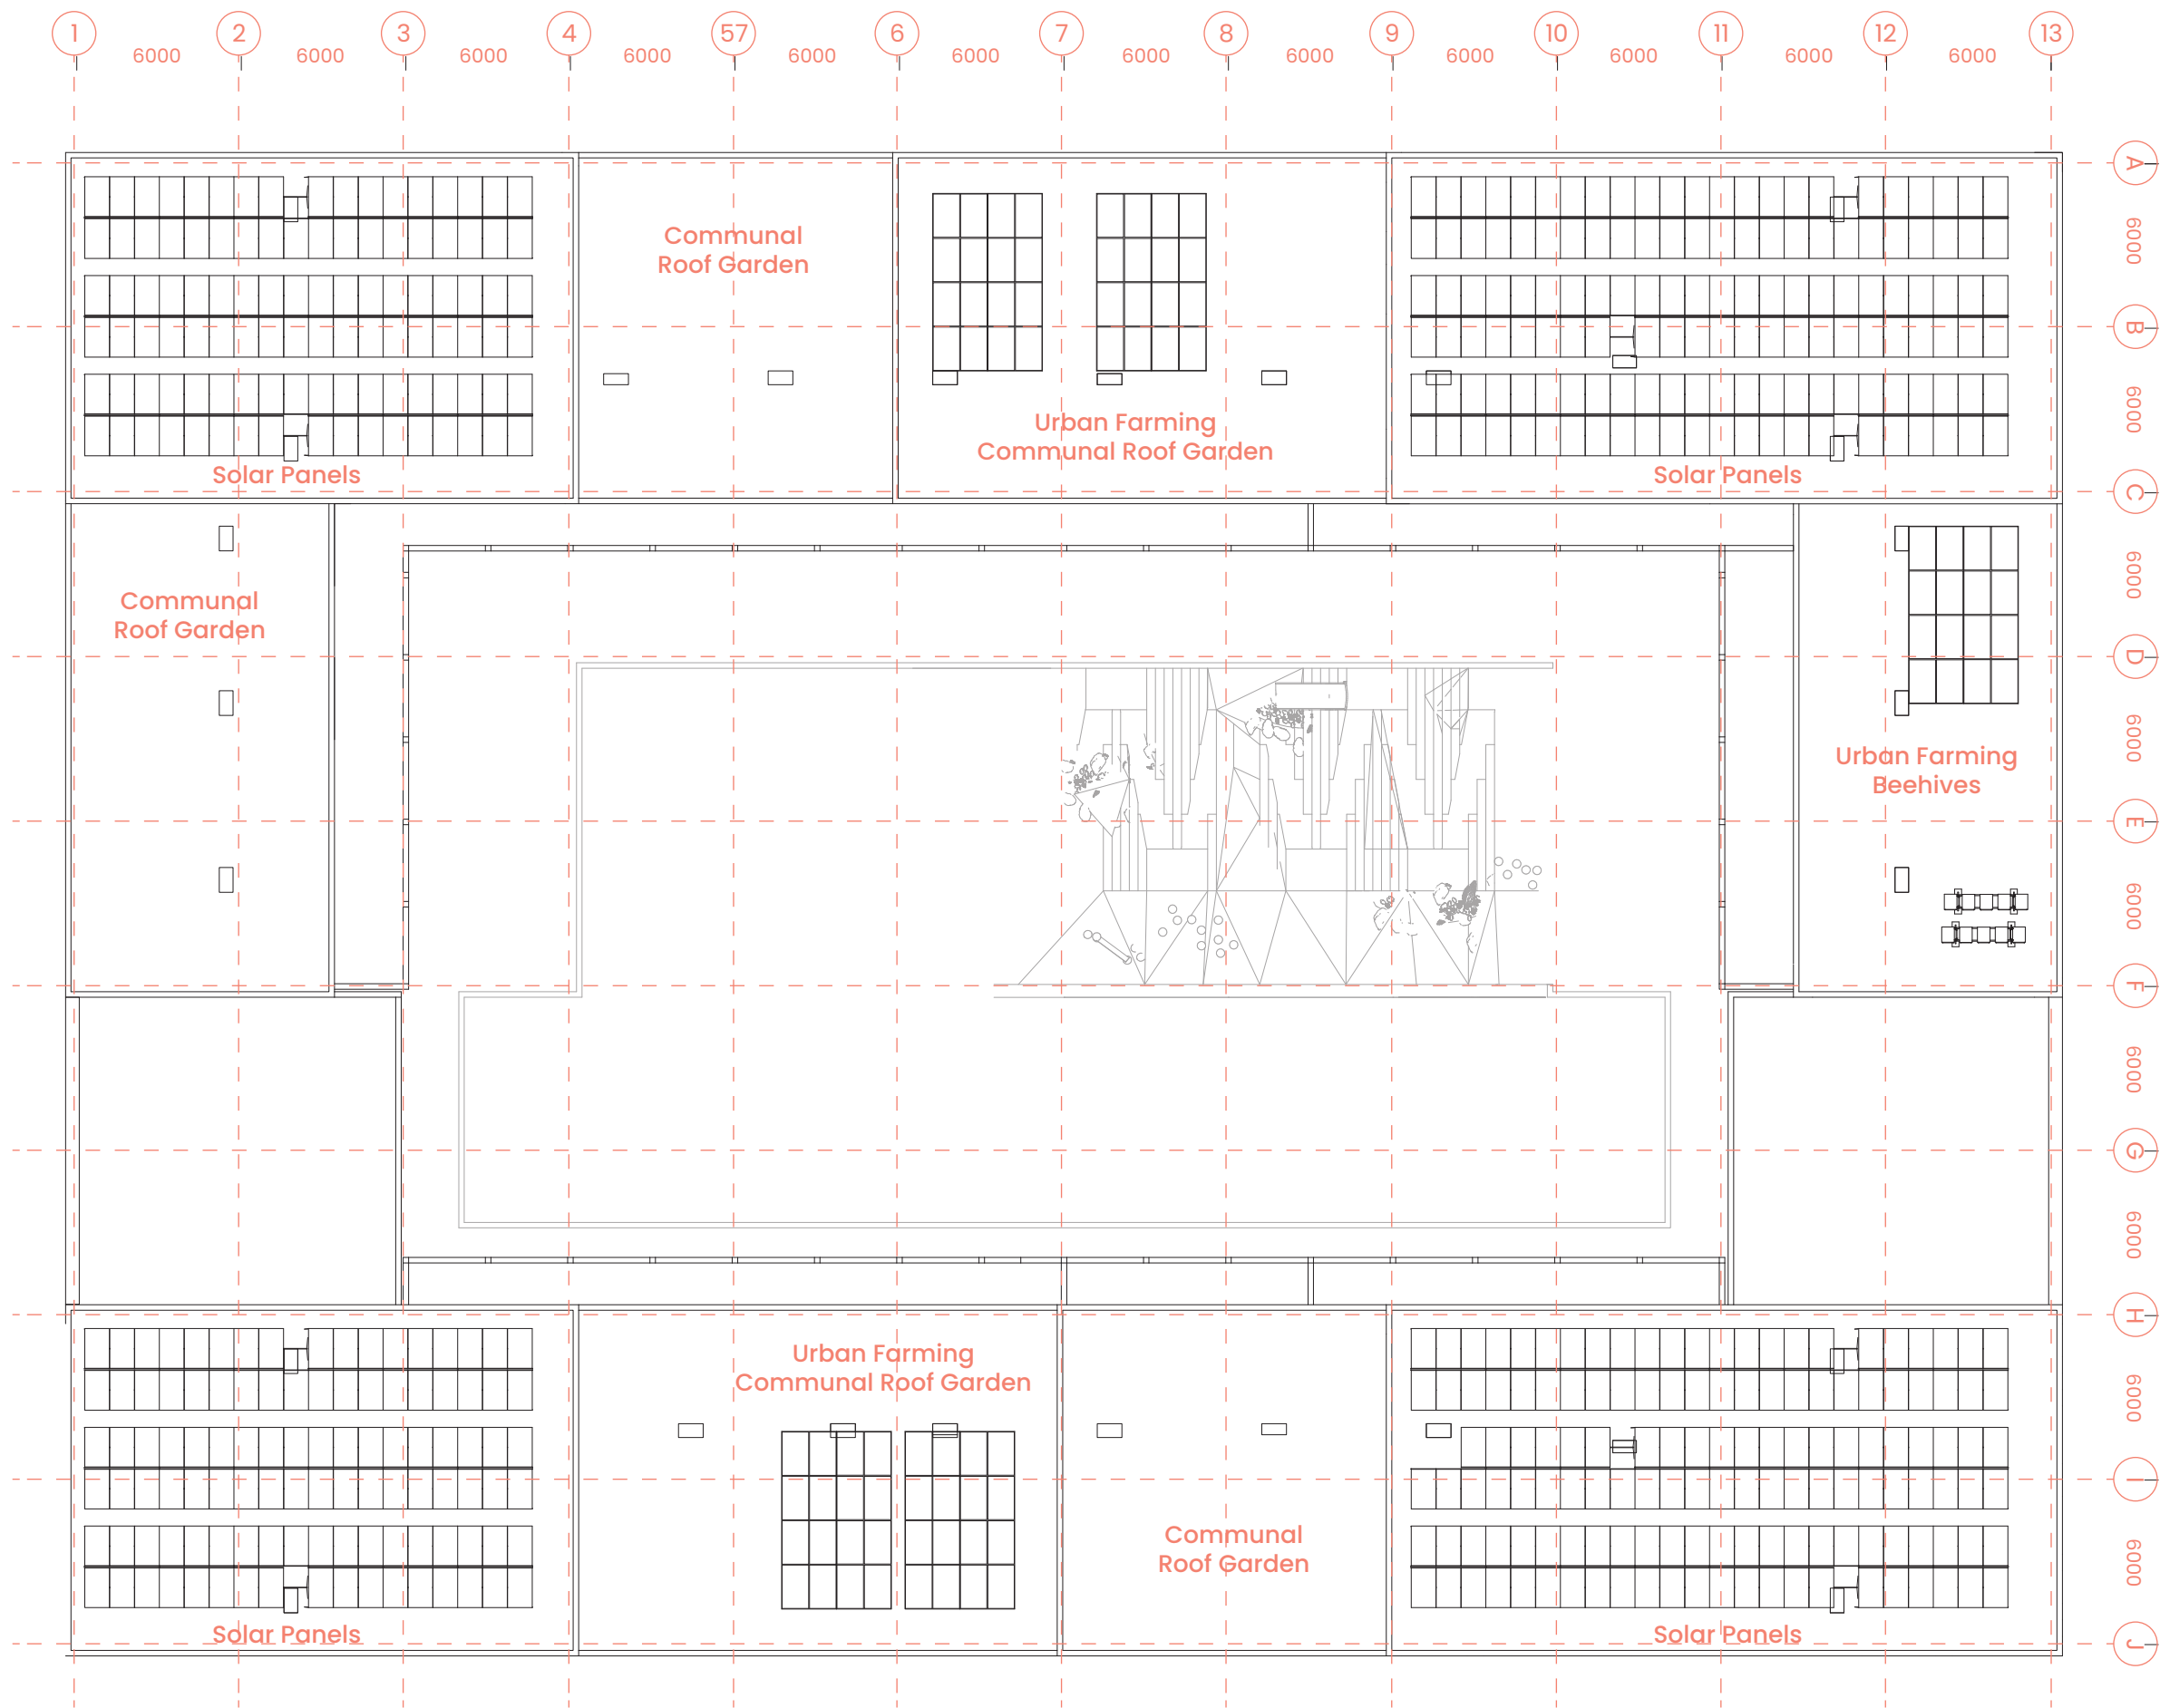 1 2 3 4 57 6 7 8 9 10 11 12 13
6000 6000 6000 6000 6000 6000 6000 6000 6000 6000 6000 6000
A
6000
Communal
Roof Garden
B
6000
Urban Farming
Communal Roof Garden
Solar Panels
Solar Panels
C
6000
Communal
Roof Garden
D
6000
Urban Farming
Beehives
E
6000
F
6000
G
6000
H
6000
Urban Farming
Communal Roof Garden
I
6000
Communal
Roof Garden
Solar Panels
Solar Panels
J